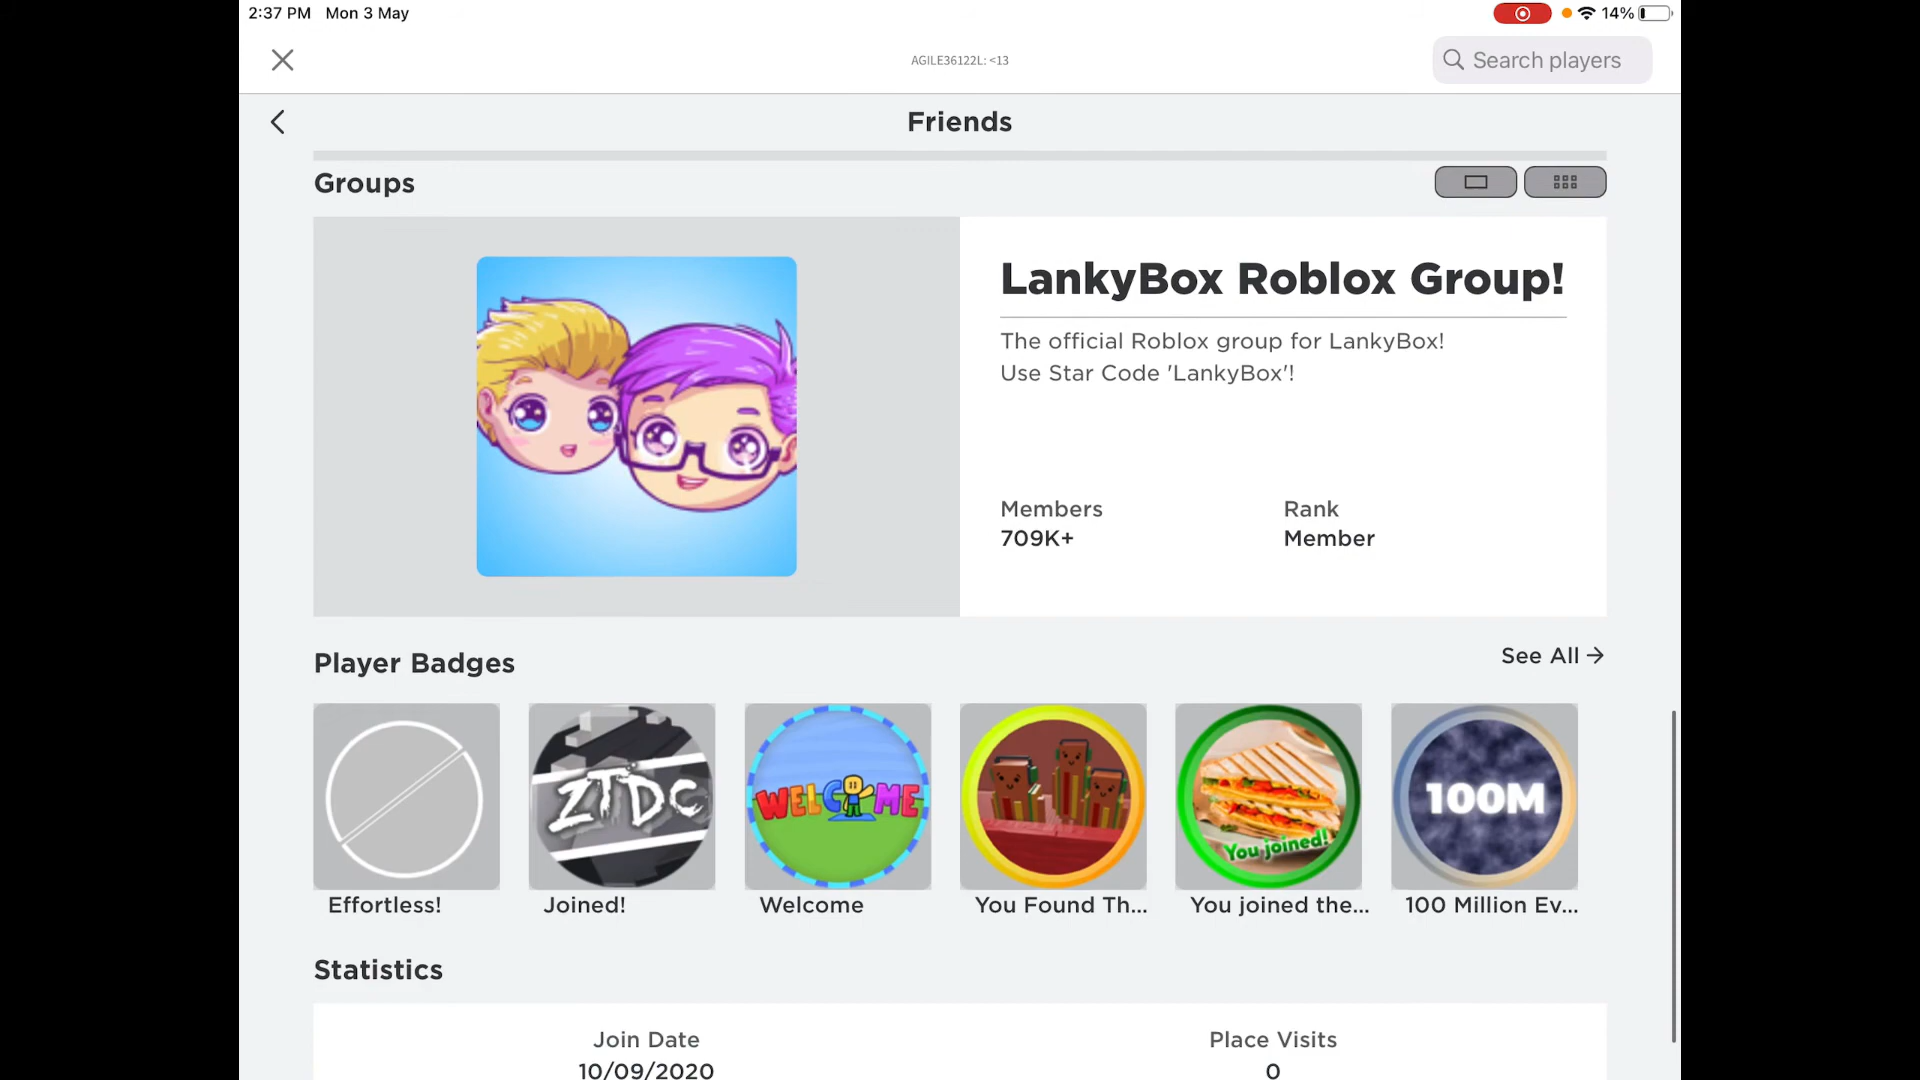 2:37 PM Mon 3 May
14%
AGILE36122L: <13
Search players
Friends
Groups
LankyBox Roblox Group!
The official Roblox group for LankyBox!
Use Star Code 'LankyBox'!
Members
Rank
709K+
Member
Player Badges
See All
ZTDC
WELCOME
You joined!
100M
Effortless!
Joined!
Welcome
You Found Th...
You joined the...
100 Million Ev...
Statistics
Join Date
Place Visits
10/09/2020
0